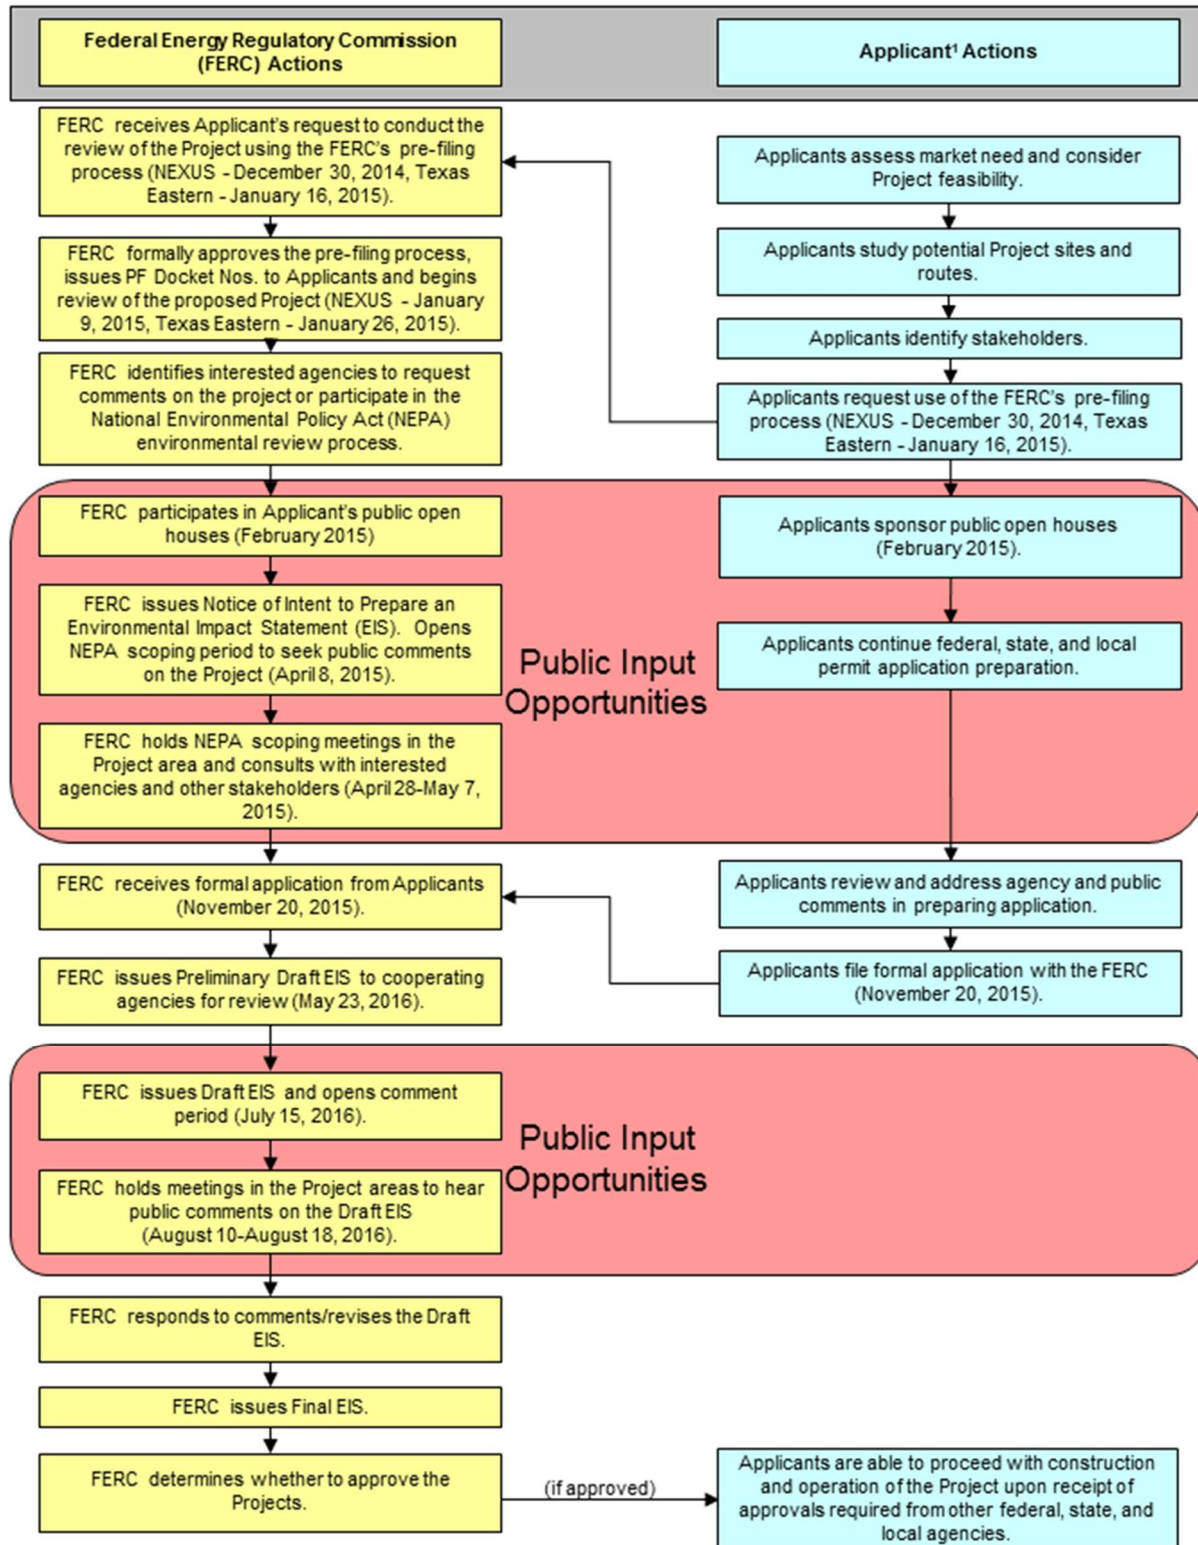 Federal Energy Regulatory Commission
(FERC) Actions
Applicant¹ Actions
FERC receives Applicant's request to conduct the
review of the Project using the FERC's pre-filing
process (NEXUS - December 30, 2014, Texas
Eastern - January 16, 2015).
Applicants assess market need and consider
Project feasibility.
FERC formally approves the pre-filing process,
issues PF Docket Nos. to Applicants and begins
review of the proposed Project (NEXUS - January
9, 2015, Texas Eastern - January 26, 2015).
Applicants study potential Project sites and
routes.
Applicants identify stakeholders.
FERC identifies interested agencies to request
comments on the project or participate in the
National Environmental Policy Act (NEPA)
environmental review process.
Applicants request use of the FERC's pre-filing
process (NEXUS - December 30, 2014, Texas
Eastern - January 16, 2015).
FERC participates in Applicant's public open
houses (February 2015)
Applicants sponsor public open houses
(February 2015).
FERC issues Notice of Intent to Prepare an
Environmental Impact Statement (EIS). Opens
NEPA scoping period to seek public comments
on the Project (April 8, 2015).
Public Input
Opportunities
Applicants continue federal, state, and local
permit application preparation.
FERC holds NEPA scoping meetings in the
Project area and consults with interested
agencies and other stakeholders (April 28-May 7,
2015).
FERC receives formal application from Applicants
(November 20, 2015).
Applicants review and address agency and public
comments in preparing application.
FERC issues Preliminary Draft EIS to cooperating
agencies for review (May 23, 2016).
Applicants file formal application with the FERC
(November 20, 2015).
FERC issues Draft EIS and opens comment
period (July 15, 2016).
Public Input
Opportunities
FERC holds meetings in the Project areas to hear
public comments on the Draft EIS
(August 10-August 18, 2016).
FERC responds to comments/revises the Draft
EIS.
FERC issues Final EIS.
FERC determines whether to approve the
Projects.
(if approved)
Applicants are able to proceed with construction
and operation of the Project upon receipt of
approvals required from other federal, state, and
local agencies.